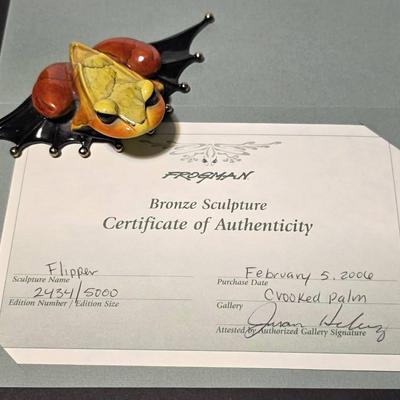 FROGMAN
Bronze Sculpture
Certificate of Authenticity
Flipper
Sculpture Name
2434/5000
Edition Number / Edition Size
February 5, 2006
Purchase Date
Crooked Palm
Gallery
Attested by Authorized Gallery Signature